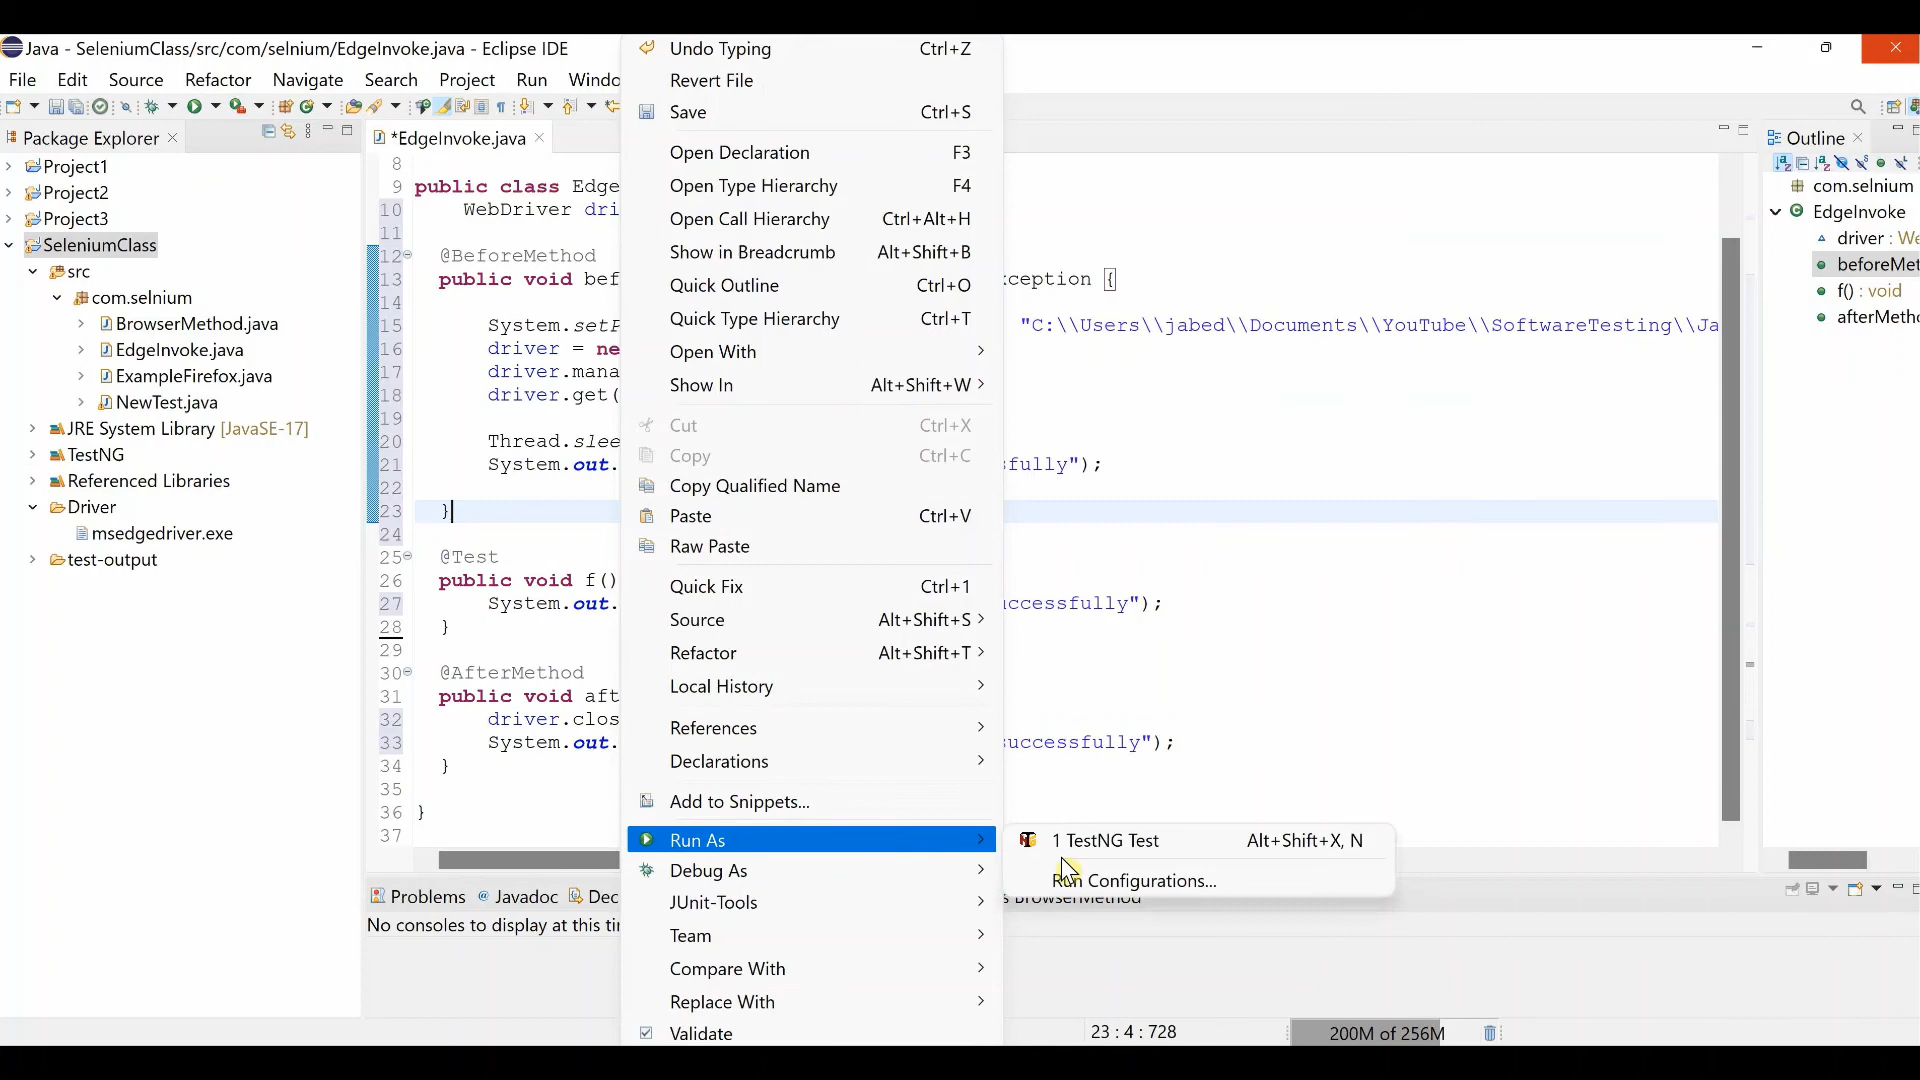 Java - SeleniumClass/src/com/selnium/EdgeInvoke.java - Eclipse IDE
File Edit Source Refactor Navigate Search Project Run Windo
Package Explorer
*EdgeInvoke.java
Outline
Project1
Project2
Project3
SeleniumClass
src
com.selnium
BrowserMethod.java
EdgeInvoke.java
ExampleFirefox.java
NewTest.java
JRE System Library [JavaSE-17]
TestNG
Referenced Libraries
Driver
msedgedriver.exe
test-output
8
9 public class Edge
10 WebDriver dri
11
12 @BeforeMethod
13 public void bef ception {
14
15 System.setP "C:\\Users\\jabed\\Documents\\YouTube\\SoftwareTesting\\Ja
16 driver = ne
17 driver.mana
18 driver.get(
19
20 Thread.slee
21 System.out. sfully");
22
23 }
24
25 @Test
26 public void f()
27 System.out. uccessfully");
28 }
29
30 @AfterMethod
31 public void aft
32 driver.clos
33 System.out. successfully");
34 }
35
36 }
37
Undo Typing Ctrl+Z
Revert File
Save Ctrl+S
Open Declaration F3
Open Type Hierarchy F4
Open Call Hierarchy Ctrl+Alt+H
Show in Breadcrumb Alt+Shift+B
Quick Outline Ctrl+O
Quick Type Hierarchy Ctrl+T
Open With
Show In Alt+Shift+W
Cut Ctrl+X
Copy Ctrl+C
Copy Qualified Name
Paste Ctrl+V
Raw Paste
Quick Fix Ctrl+1
Source Alt+Shift+S
Refactor Alt+Shift+T
Local History
References
Declarations
Add to Snippets...
Run As
Debug As
JUnit-Tools
Team
Compare With
Replace With
Validate
1 TestNG Test Alt+Shift+X, N
Run Configurations...
com.selnium
EdgeInvoke
driver : We
beforeMet
f() : void
afterMetho
Problems Javadoc Dec s BrowserMethod
No consoles to display at this tir
23 : 4 : 728
200M of 256M